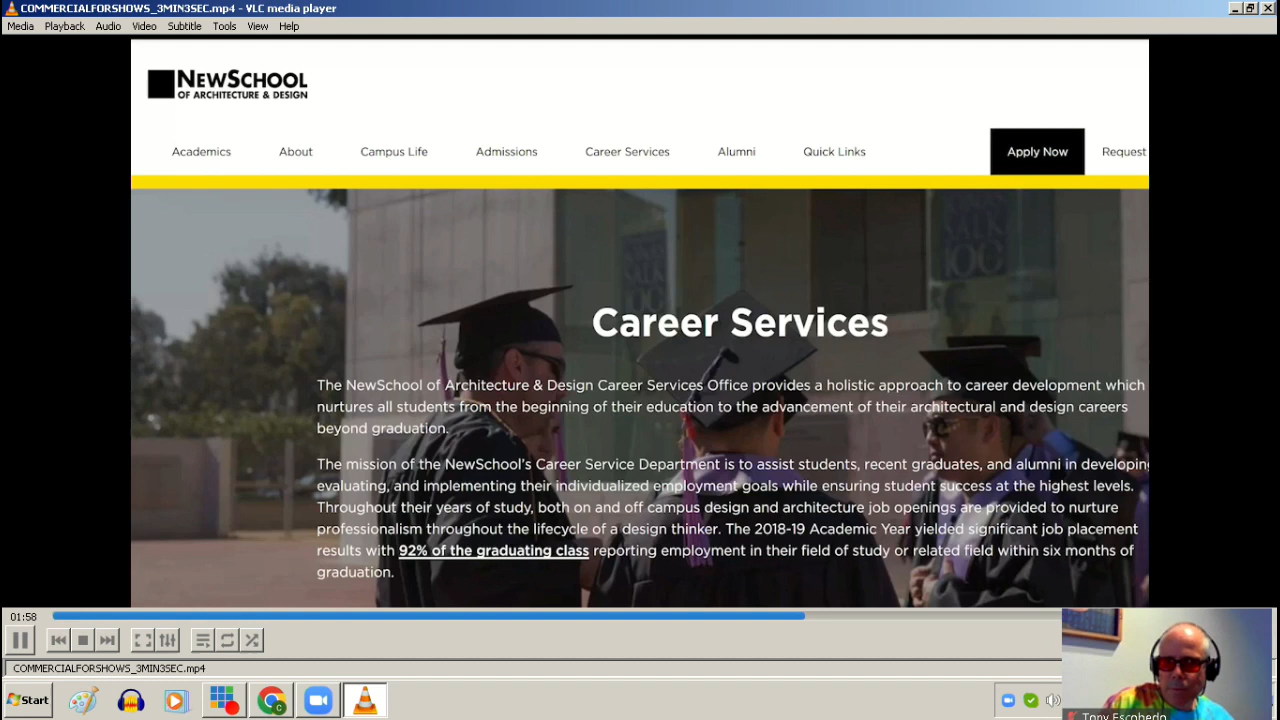 COMMERCIALFORSHOWS_3MIN3SEC.mp4 - VLC media player
Media Playback Audio Video Subtitle Tools View Help
NEWSCHOOL
OF ARCHITECTURE & DESIGN
Academics About Campus Life Admissions Career Services Alumni Quick Links Apply Now Request
Career Services
The NewSchool of Architecture & Design Career Services Office provides a holistic approach to career development which
nurtures all students from the beginning of their education to the advancement of their architectural and design careers
beyond graduation.
The mission of the NewSchool's Career Service Department is to assist students, recent graduates, and alumni in developing
evaluating, and implementing their individualized employment goals while ensuring student success at the highest levels.
Throughout their years of study, both on and off campus design and architecture job openings are provided to nurture
professionalism throughout the lifecycle of a design thinker. The 2018-19 Academic Year yielded significant job placement
results with 92% of the graduating class reporting employment in their field of study or related field within six months of
graduation.
01:58
COMMERCIALFORSHOWS_3MIN3SEC.mp4
Start
Tony Escobedo